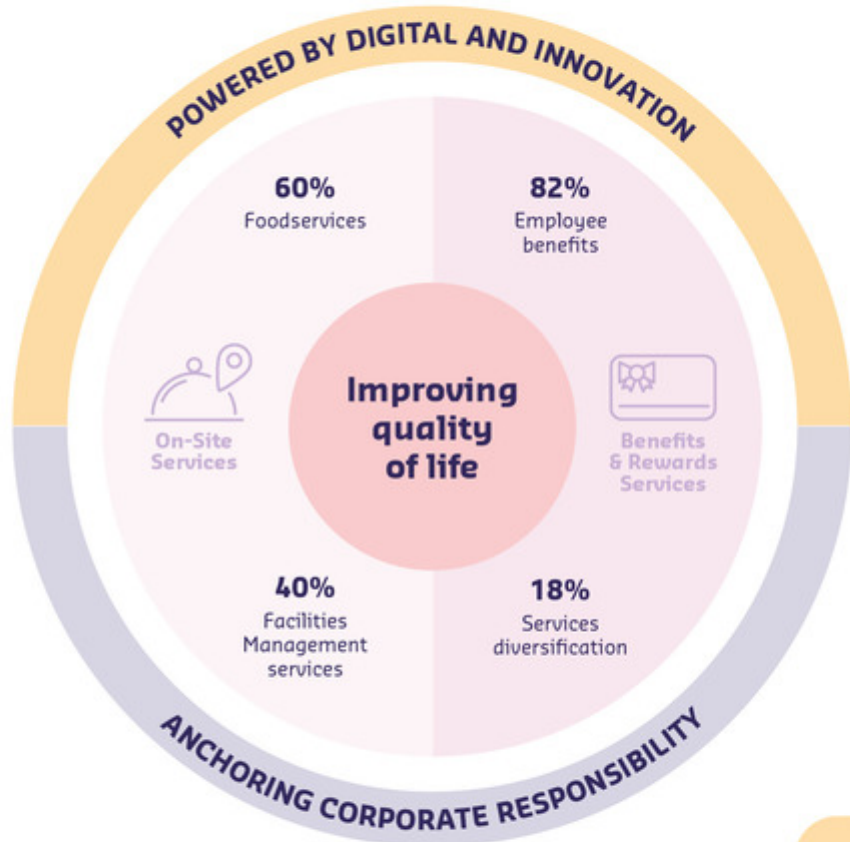 POWERED BY DIGITAL AND INNOVATION
60%
Foodservices
82%
Employee
benefits
On-Site
Services
Improving
quality
of life
Benefits
& Rewards
Services
40%
Facilities
Management
services
18%
Services
diversification
ANCHORING CORPORATE RESPONSIBILITY